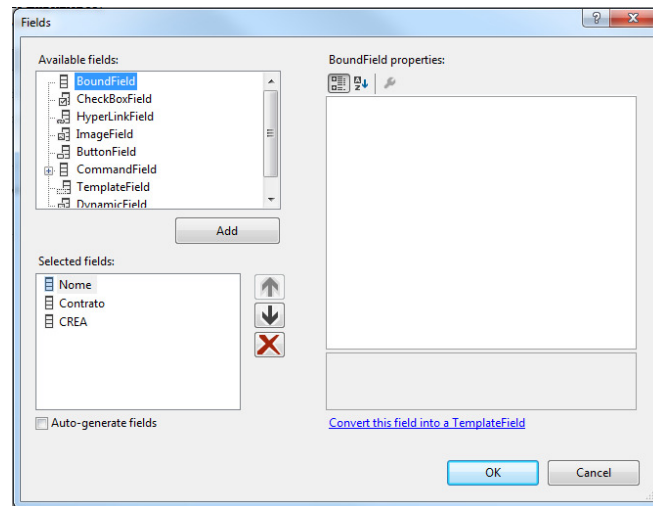 Fields
Available fields:
BoundField
CheckBoxField
HyperLinkField
ImageField
ButtonField
CommandField
TemplateField
DynamicField
Add
Selected fields:
Nome
Contrato
CREA
Auto-generate fields
BoundField properties:
Convert this field into a TemplateField
OK
Cancel